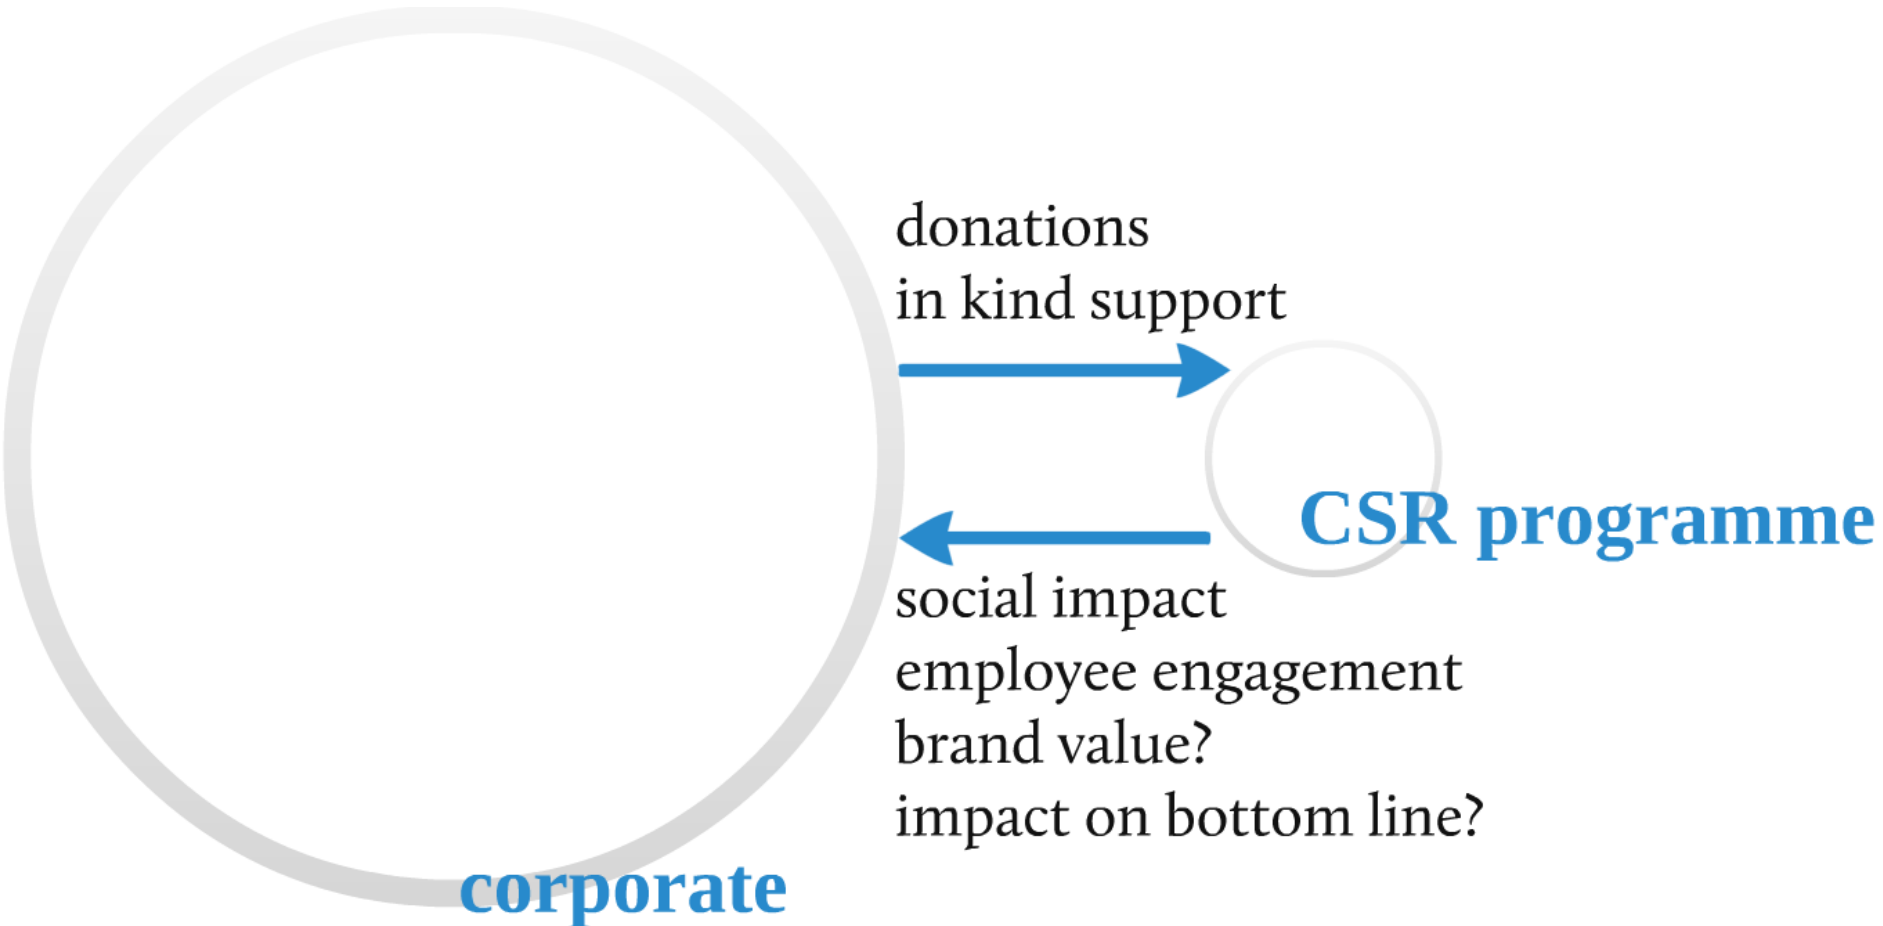 donations
in kind support
CSR programme
social impact
employee engagement
brand value?
impact on bottom line?
corporate